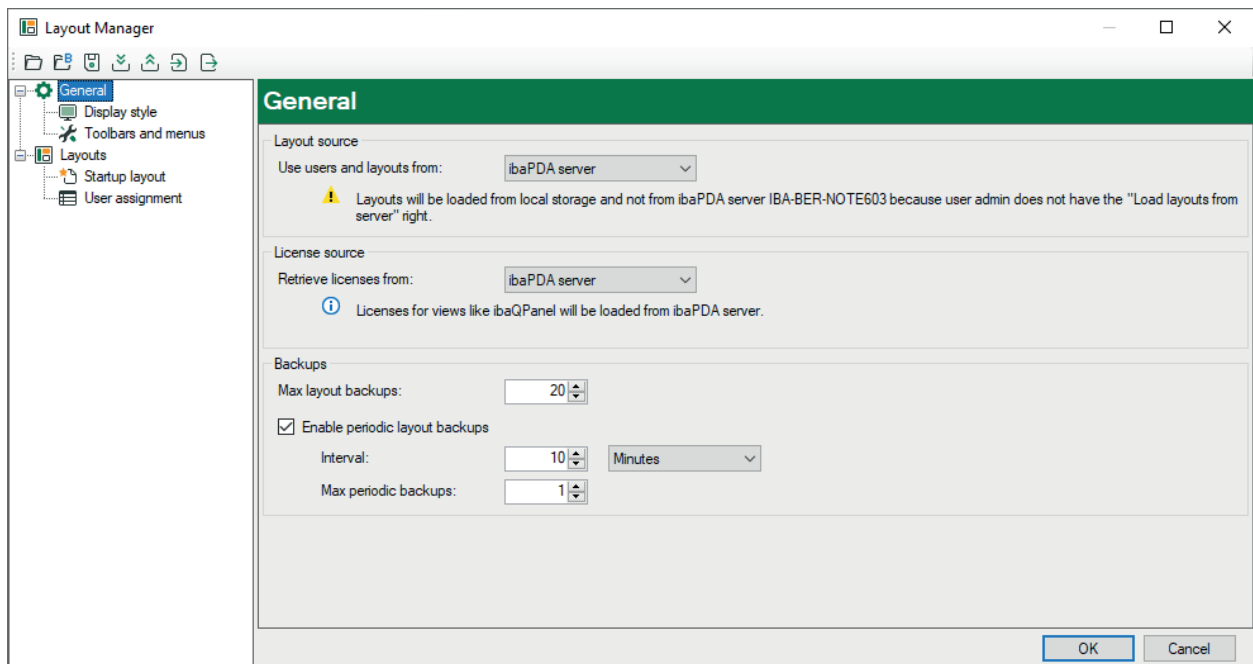 Layout Manager
General
Display style
Toolbars and menus
Layouts
Startup layout
User assignment
General
Layout source
Use users and layouts from: ibaPDA server
Layouts will be loaded from local storage and not from ibaPDA server IBA-BER-NOTE603 because user admin does not have the "Load layouts from
server" right.
License source
Retrieve licenses from: ibaPDA server
Licenses for views like ibaQPanel will be loaded from ibaPDA server.
Backups
Max layout backups: 20
Enable periodic layout backups
Interval: 10 Minutes
Max periodic backups: 1
OK Cancel